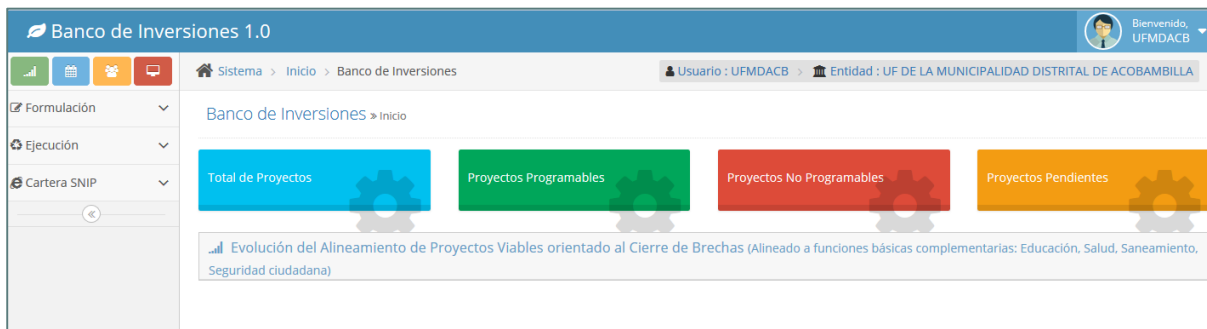 Banco de Inversiones 1.0
Bienvenido,
UFMDACB
Sistema > Inicio > Banco de Inversiones
Usuario : UFMDACB > Entidad : UF DE LA MUNICIPALIDAD DISTRITAL DE ACOBAMBILLA
Formulación
Ejecución
Cartera SNIP
Banco de Inversiones » Inicio
Total de Proyectos
Proyectos Programables
Proyectos No Programables
Proyectos Pendientes
Evolución del Alineamiento de Proyectos Viables orientado al Cierre de Brechas (Alineado a funciones básicas complementarias: Educación, Salud, Saneamiento,
Seguridad ciudadana)